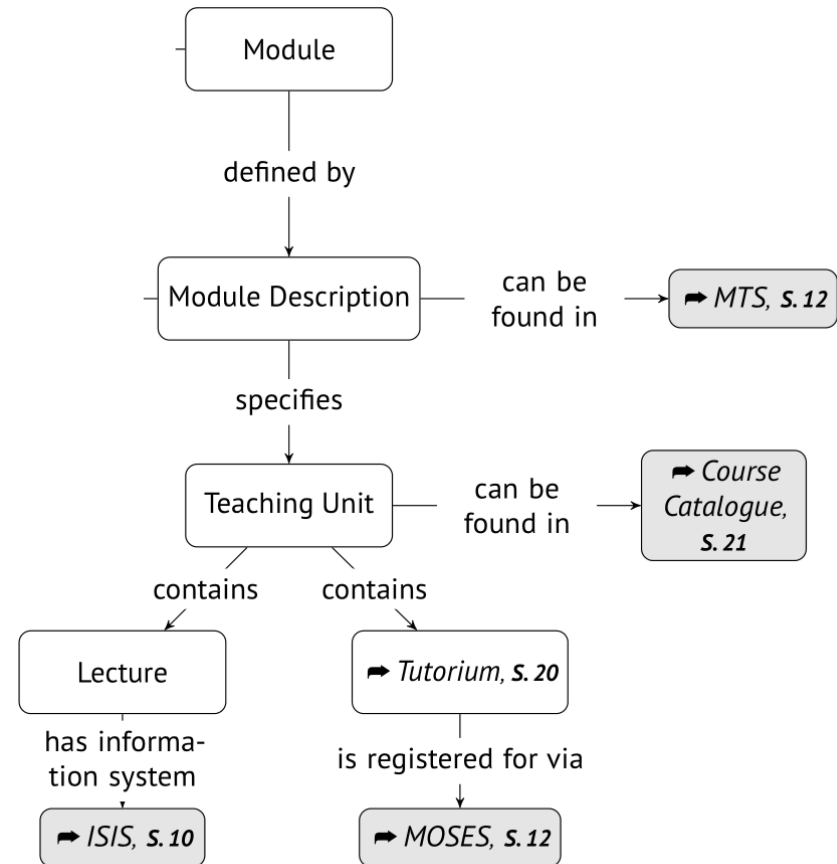 Module
defined by
Module Description
can be
found in
➦ MTS, S. 12
specifies
Teaching Unit
can be
found in
➦ Course
Catalogue,
S. 21
contains
contains
Lecture
➦ Tutorium, S. 20
has informa-
tion system
is registered for via
➦ ISIS, S. 10
➦ MOSES, S. 12